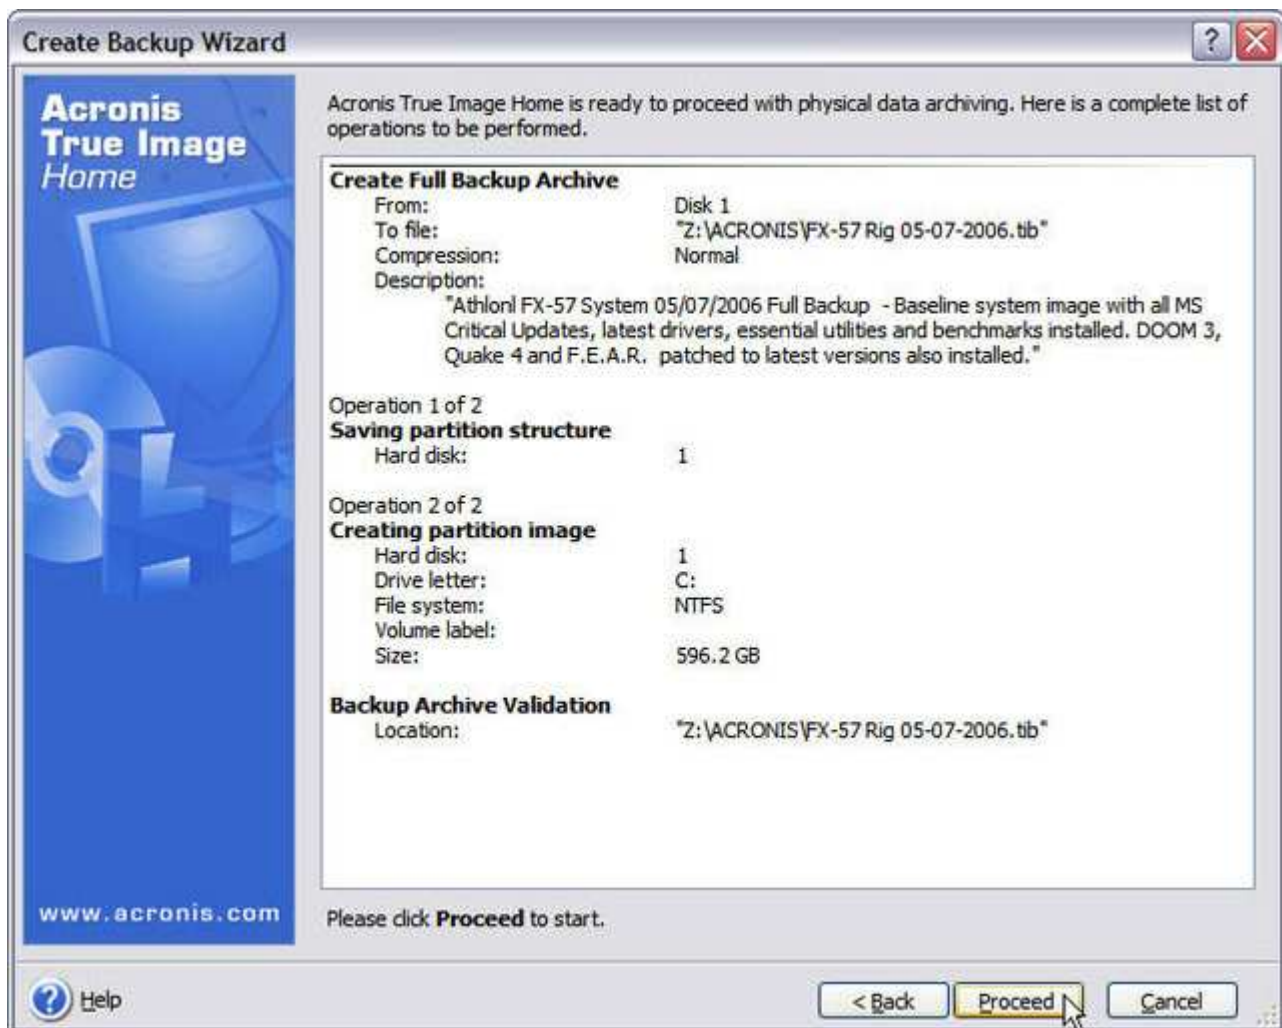 Create Backup Wizard
?
Acronis
True Image
Home
Acronis True Image Home is ready to proceed with physical data archiving. Here is a complete list of
operations to be performed.
Create Full Backup Archive
From: Disk 1
To file: "Z:\ACRONIS\FX-57 Rig 05-07-2006.tib"
Compression: Normal
Description:
"Athlonl FX-57 System 05/07/2006 Full Backup - Baseline system image with all MS
Critical Updates, latest drivers, essential utilities and benchmarks installed. DOOM 3,
Quake 4 and F.E.A.R. patched to latest versions also installed."
Operation 1 of 2
Saving partition structure
Hard disk: 1
Operation 2 of 2
Creating partition image
Hard disk: 1
Drive letter: C:
File system: NTFS
Volume label:
Size: 596.2 GB
Backup Archive Validation
Location: "Z:\ACRONIS\FX-57 Rig 05-07-2006.tib"
www.acronis.com
Please click Proceed to start.
? Help
< Back
Proceed
Cancel